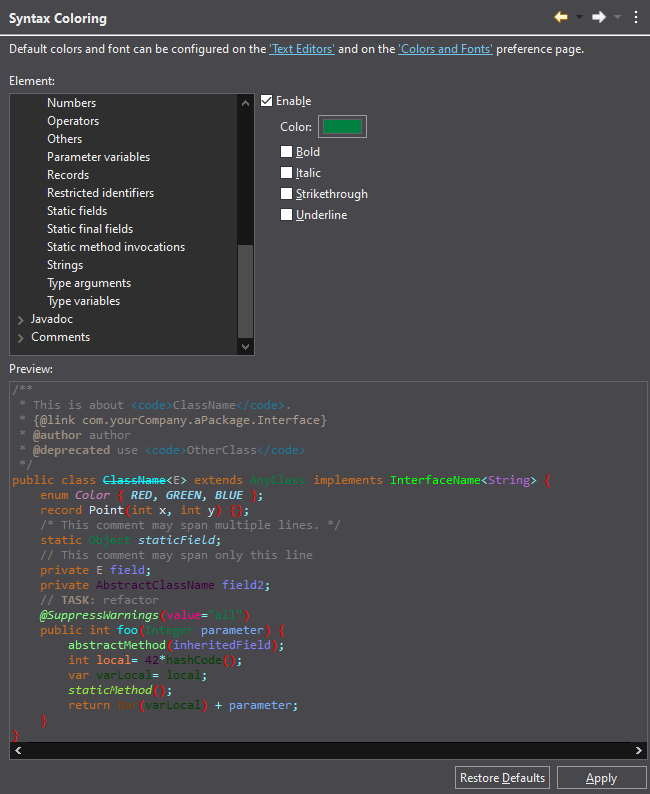 Syntax Coloring
Default colors and font can be configured on the 'Text Editors' and on the 'Colors and Fonts' preference page.
Element:
Numbers
Operators
Others
Parameter variables
Records
Restricted identifiers
Static fields
Static final fields
Static method invocations
Strings
Type arguments
Type variables
Javadoc
Comments
Enable
Color:
Bold
Italic
Strikethrough
Underline
Preview:
/**
 * This is about <code>ClassName</code>.
 * {@link com.yourCompany.aPackage.Interface}
 * @author author
 * @deprecated use <code>OtherClass</code>
 */
public class ClassName<E> extends AnyClass implements InterfaceName<String> {
    enum Color { RED, GREEN, BLUE };
    record Point(int x, int y) {};
    /* This comment may span multiple lines. */
    static Object staticField;
    // This comment may span only this line
    private E field;
    private AbstractClassName field2;
    // TASK: refactor
    @SuppressWarnings(value="all")
    public int foo(Integer parameter) {
        abstractMethod(inheritedField);
        int local= 42*hashCode();
        var varLocal= local;
        staticMethod();
        return bar(varLocal) + parameter;
    }
}
Restore Defaults
Apply